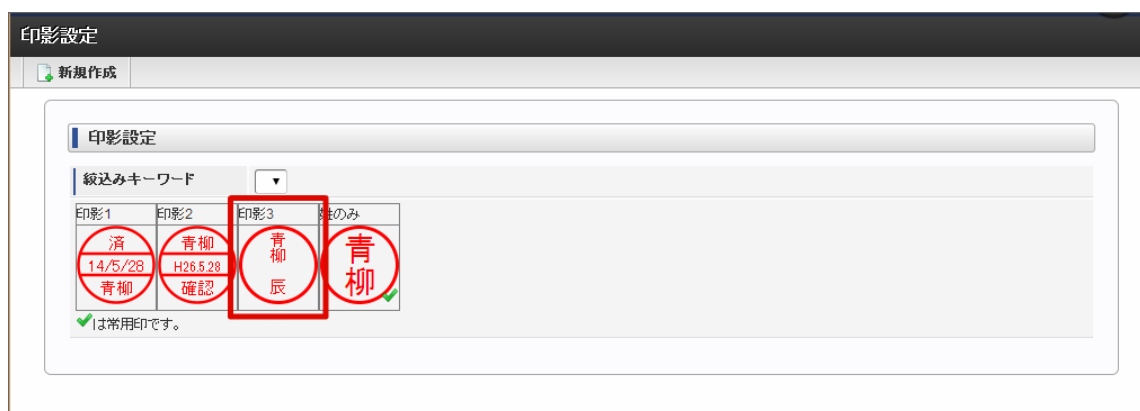 印影設定
新規作成
印影設定
絞込みキーワード
印影1 印影2 印影3 姓のみ
済
14/5/28
青柳
青柳
H26.5.28
確認
青柳
辰
青柳
は常用印です。